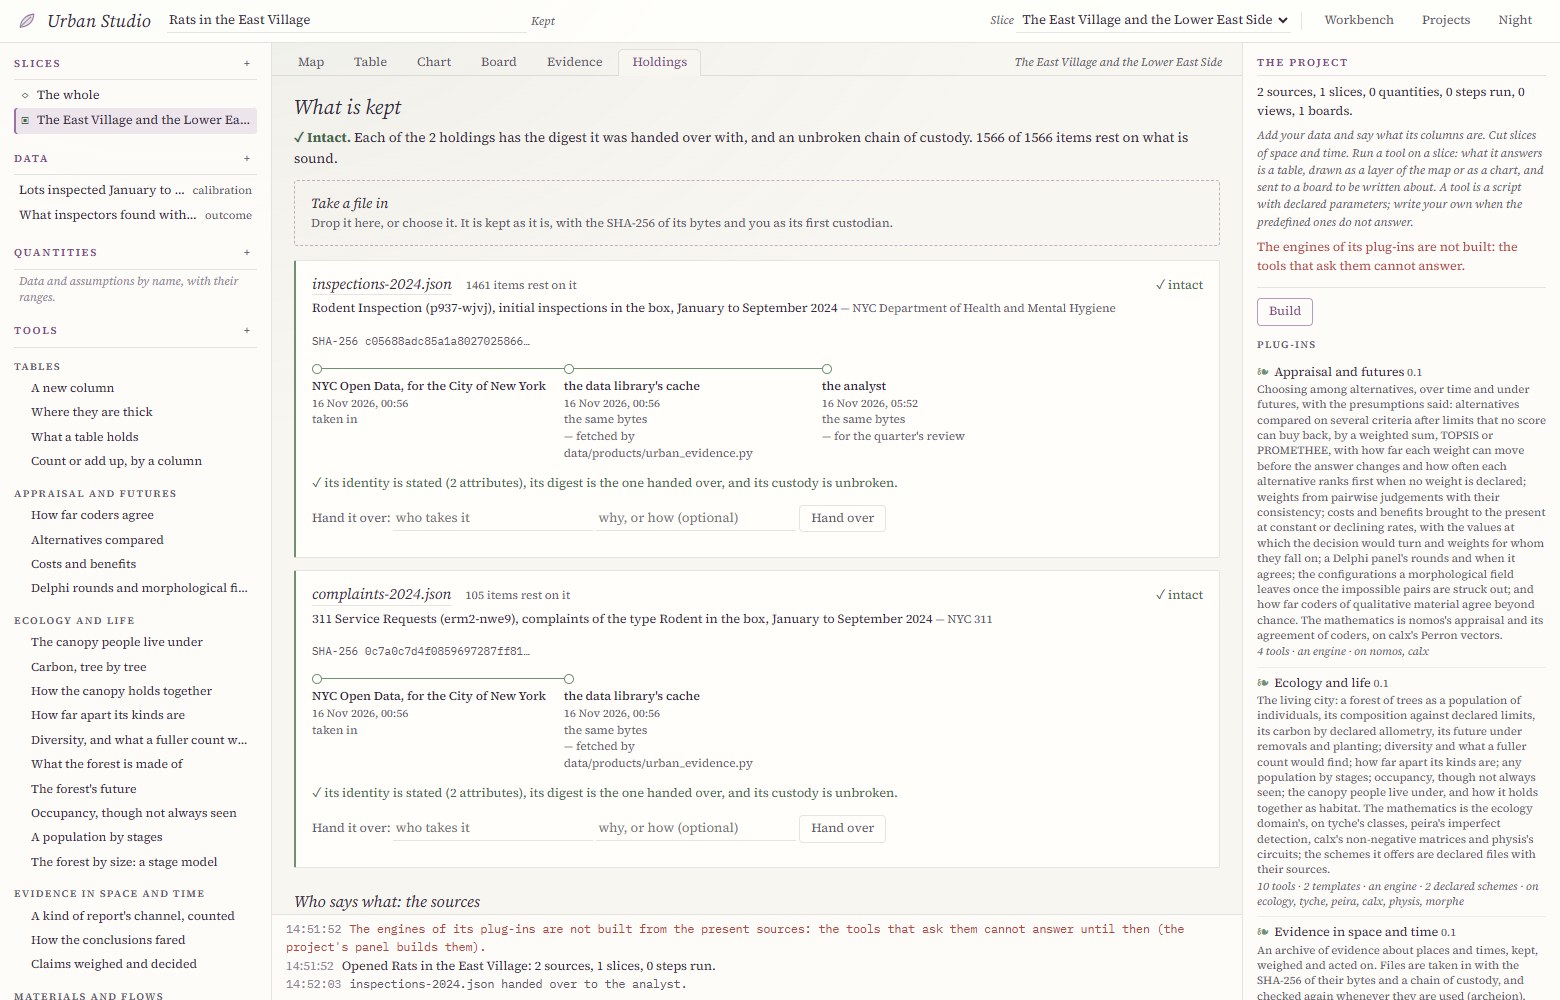 Urban Studio
Rats in the East Village
Kept
Slice The East Village and the Lower East Side
Workbench
Projects
Night
SLICES +
The whole
The East Village and the Lower Ea...
DATA +
Lots inspected January to ... calibration
What inspectors found with... outcome
QUANTITIES +
Data and assumptions by name, with their
ranges.
TOOLS +
TABLES
A new column
Where they are thick
What a table holds
Count or add up, by a column
APPRAISAL AND FUTURES
How far coders agree
Alternatives compared
Costs and benefits
Delphi rounds and morphological fi...
ECOLOGY AND LIFE
The canopy people live under
Carbon, tree by tree
How the canopy holds together
How far apart its kinds are
Diversity, and what a fuller count w...
What the forest is made of
The forest's future
Occupancy, though not always seen
A population by stages
The forest by size: a stage model
EVIDENCE IN SPACE AND TIME
A kind of report's channel, counted
How the conclusions fared
Claims weighed and decided
MATERIALS AND FLOWS
Map
Table
Chart
Board
Evidence
Holdings
The East Village and the Lower East Side
What is kept
✓ Intact. Each of the 2 holdings has the digest it was handed over with, and an unbroken chain of custody. 1566 of 1566 items rest on what is
sound.
Take a file in
Drop it here, or choose it. It is kept as it is, with the SHA-256 of its bytes and you as its first custodian.
inspections-2024.json 1461 items rest on it ✓ intact
Rodent Inspection (p937-wjvj), initial inspections in the box, January to September 2024 — NYC Department of Health and Mental Hygiene
SHA-256 c05688adc85a1a8027025866…
NYC Open Data, for the City of New York
16 Nov 2026, 00:56
taken in
the data library's cache
16 Nov 2026, 00:56
the same bytes
— fetched by
data/products/urban_evidence.py
the analyst
16 Nov 2026, 05:52
the same bytes
— for the quarter's review
✓ its identity is stated (2 attributes), its digest is the one handed over, and its custody is unbroken.
Hand it over: who takes it why, or how (optional) Hand over
complaints-2024.json 105 items rest on it ✓ intact
311 Service Requests (erm2-nwe9), complaints of the type Rodent in the box, January to September 2024 — NYC 311
SHA-256 0c7a0c7d4f0859697287ff81…
NYC Open Data, for the City of New York
16 Nov 2026, 00:56
taken in
the data library's cache
16 Nov 2026, 00:56
the same bytes
— fetched by
data/products/urban_evidence.py
✓ its identity is stated (2 attributes), its digest is the one handed over, and its custody is unbroken.
Hand it over: who takes it why, or how (optional) Hand over
Who says what: the sources
14:51:52 The engines of its plug-ins are not built from the present sources: the tools that ask them cannot answer until then (the
project's panel builds them).
14:51:52 Opened Rats in the East Village: 2 sources, 1 slices, 0 steps run.
14:52:03 inspections-2024.json handed over to the analyst.
THE PROJECT
2 sources, 1 slices, 0 quantities, 0 steps run, 0
views, 1 boards.
Add your data and say what its columns are. Cut slices
of space and time. Run a tool on a slice: what it answers
is a table, drawn as a layer of the map or as a chart, and
sent to a board to be written about. A tool is a script
with declared parameters; write your own when the
predefined ones do not answer.
The engines of its plug-ins are not built: the
tools that ask them cannot answer.
Build
PLUG-INS
Appraisal and futures 0.1
Choosing among alternatives, over time and under
futures, with the presumptions said: alternatives
compared on several criteria after limits that no score
can buy back, by a weighted sum, TOPSIS or
PROMETHEE, with how far each weight can move
before the answer changes and how often each
alternative ranks first when no weight is declared;
weights from pairwise judgements with their
consistency; costs and benefits brought to the present
at constant or declining rates, with the values at
which the decision would turn and weights for whom
they fall on; a Delphi panel's rounds and when it
agrees; the configurations a morphological field
leaves once the impossible pairs are struck out; and
how far coders of qualitative material agree beyond
chance. The mathematics is nomos's appraisal and its
agreement of coders, on calx's Perron vectors.
4 tools · an engine · on nomos, calx
Ecology and life 0.1
The living city: a forest of trees as a population of
individuals, its composition against declared limits,
its carbon by declared allometry, its future under
removals and planting; diversity and what a fuller
count would find; how far apart its kinds are; any
population by stages; occupancy, though not always
seen; the canopy people live under, and how it holds
together as habitat. The mathematics is the ecology
domain's, on tyche's classes, peira's imperfect
detection, calx's non-negative matrices and physis's
circuits; the schemes it offers are declared files with
their sources.
10 tools · 2 templates · an engine · 2 declared schemes · on
ecology, tyche, peira, calx, physis, morphe
Evidence in space and time 0.1
An archive of evidence about places and times, kept,
weighed and acted on. Files are taken in with the
SHA-256 of their bytes and a chain of custody, and
checked again whenever they are used (archeion).